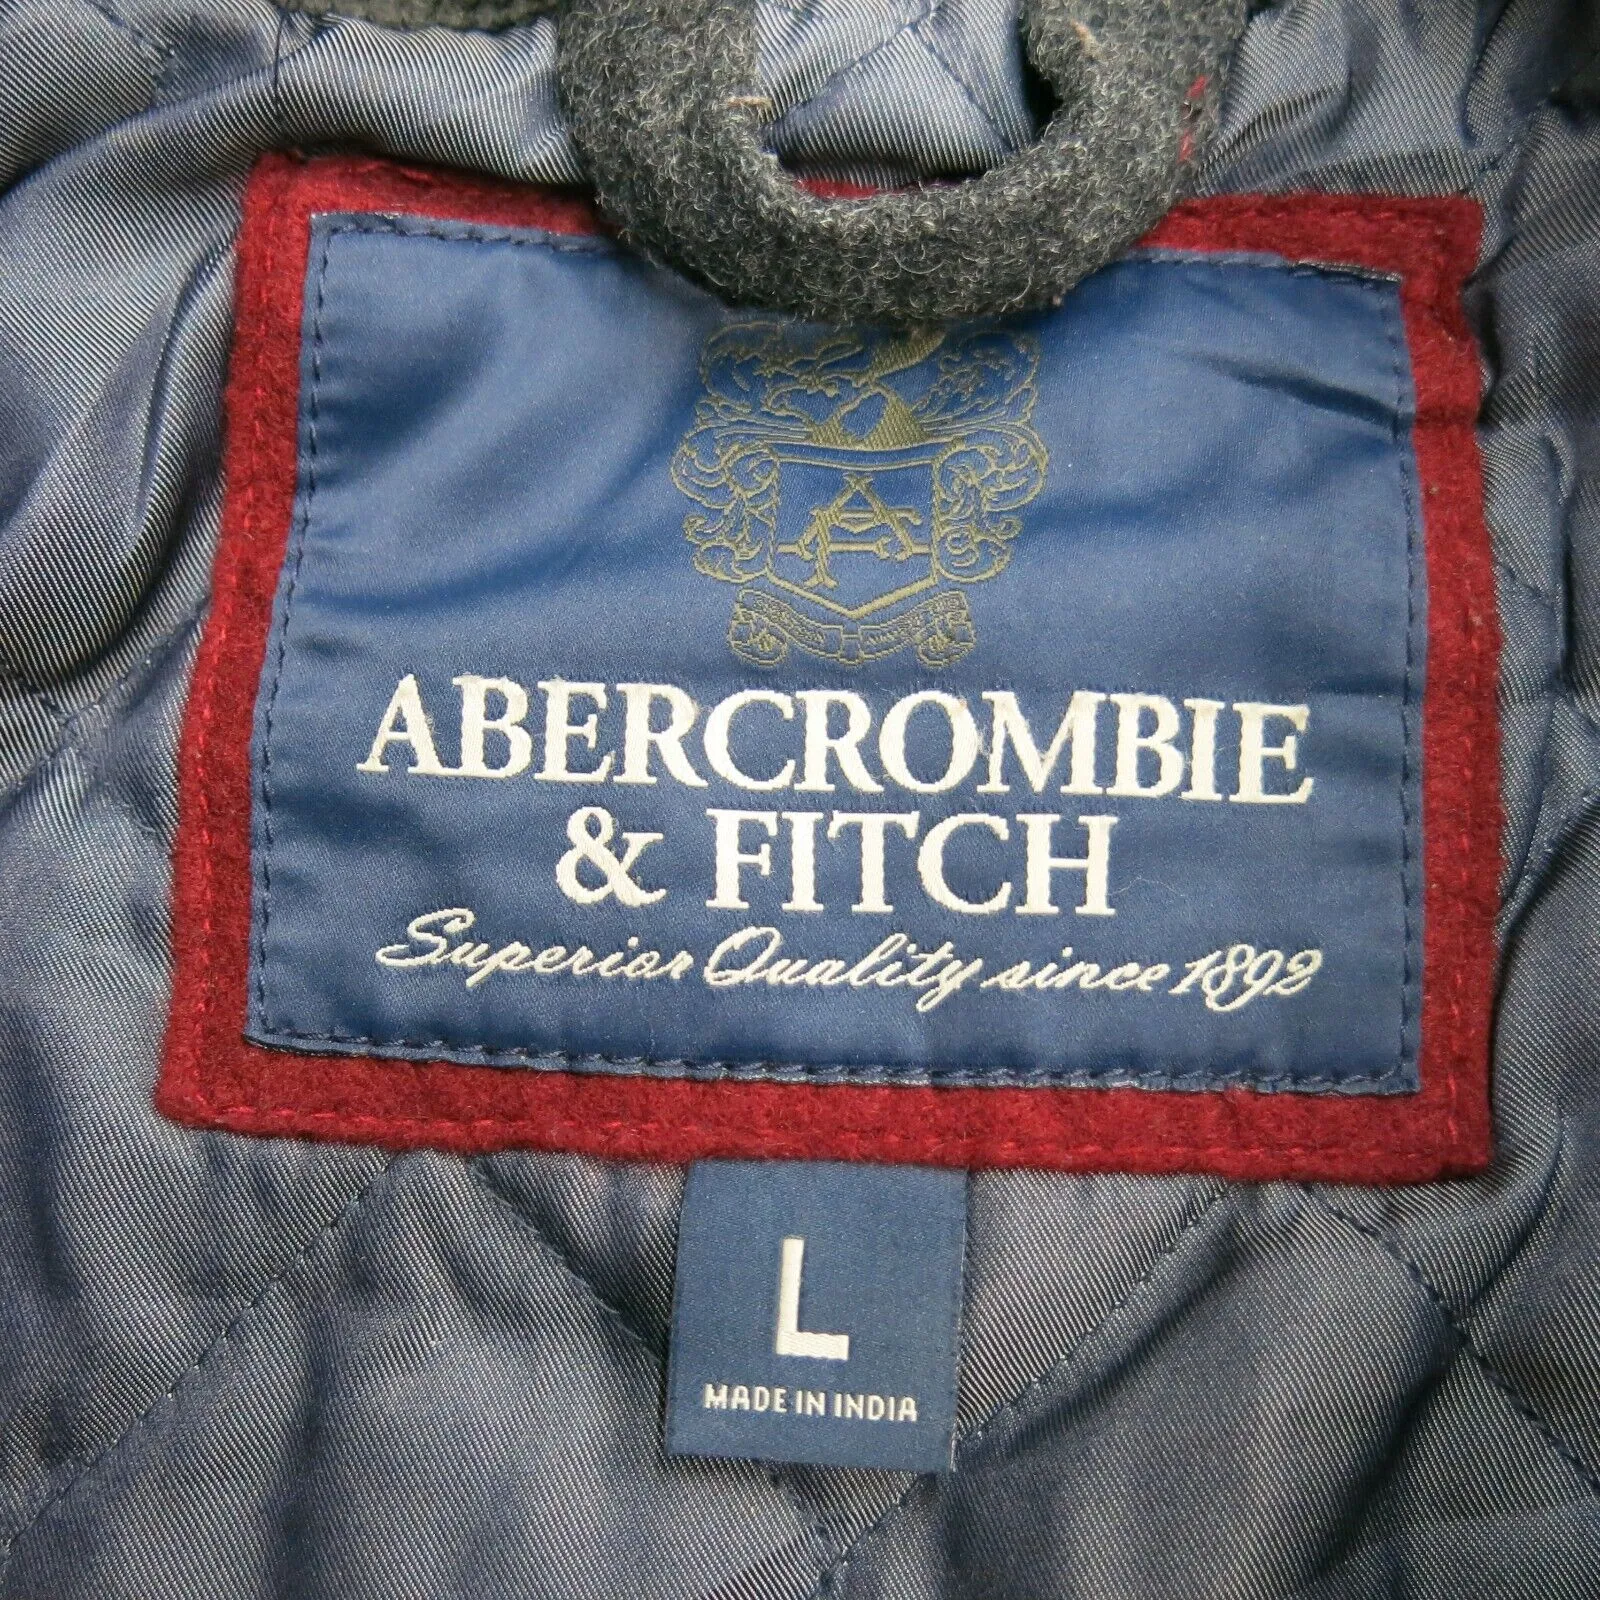 ABERCROMBIE
& FITCH
Superior Quality since 1892
L
MADE IN INDIA